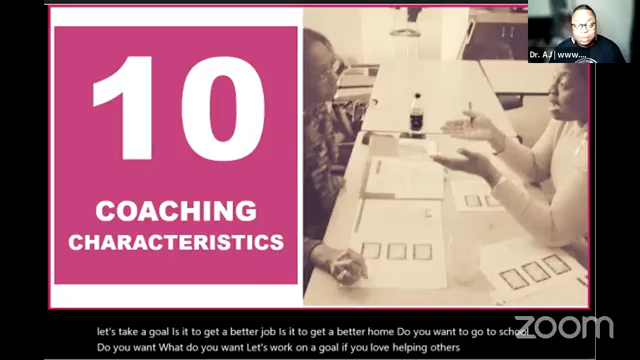 10
COACHING
CHARACTERISTICS
Dr. AJ | www....
let's take a goal Is it to get a better job Is it to get a better home Do you want to go to school
Do you want What do you want Let's work on a goal if you love helping others
zoom